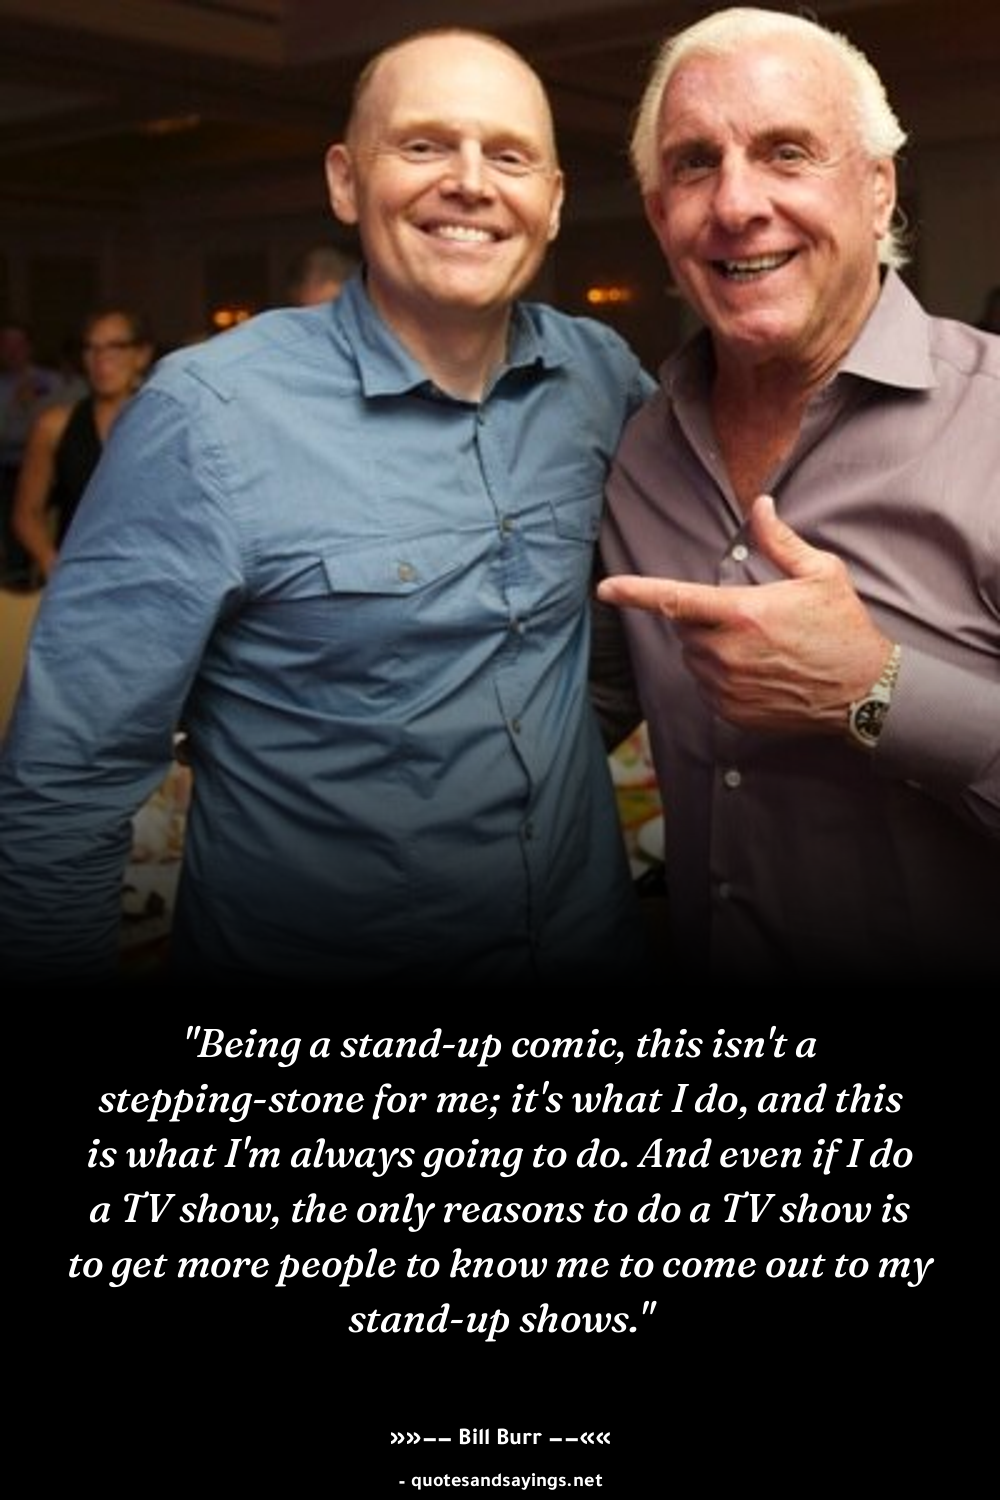 "Being a stand-up comic, this isn't a
stepping-stone for me; it's what I do, and this
is what I'm always going to do. And even if I do
a TV show, the only reasons to do a TV show is
to get more people to know me to come out to my
stand-up shows."
»»−− Bill Burr −−««
- quotesandsayings.net